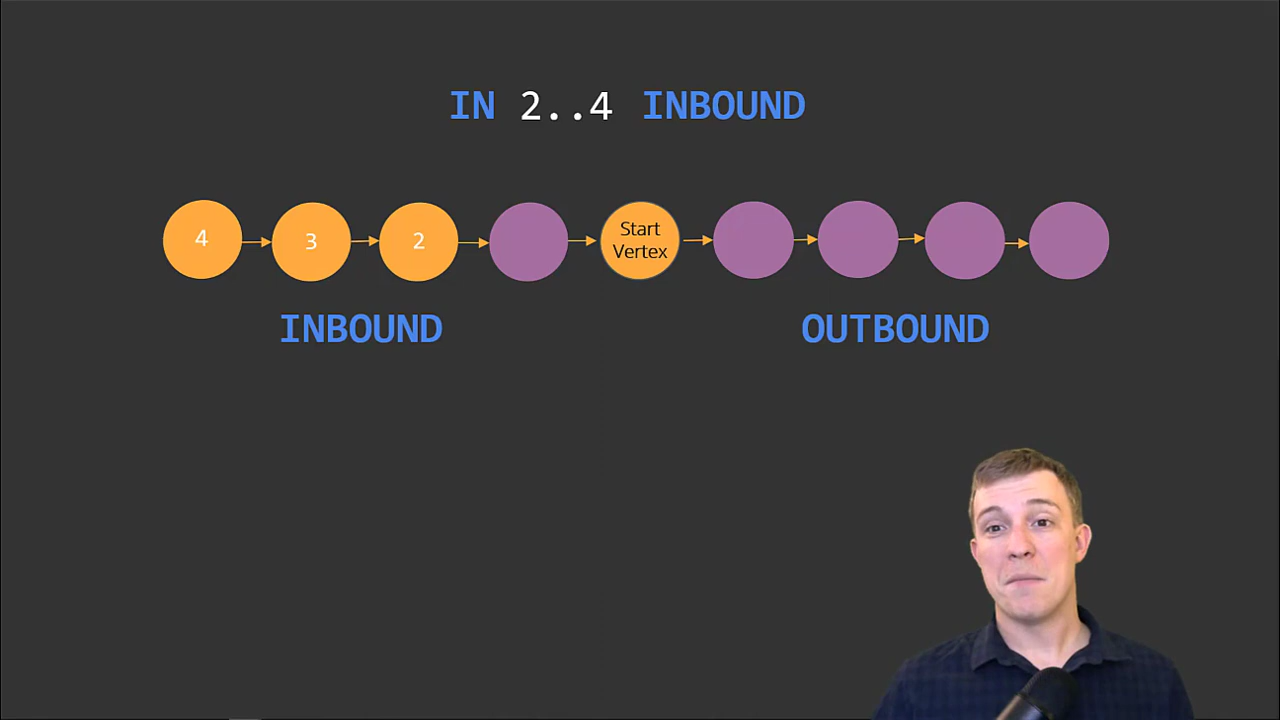 IN 2..4 INBOUND
4 3 2 Start
Vertex
INBOUND OUTBOUND